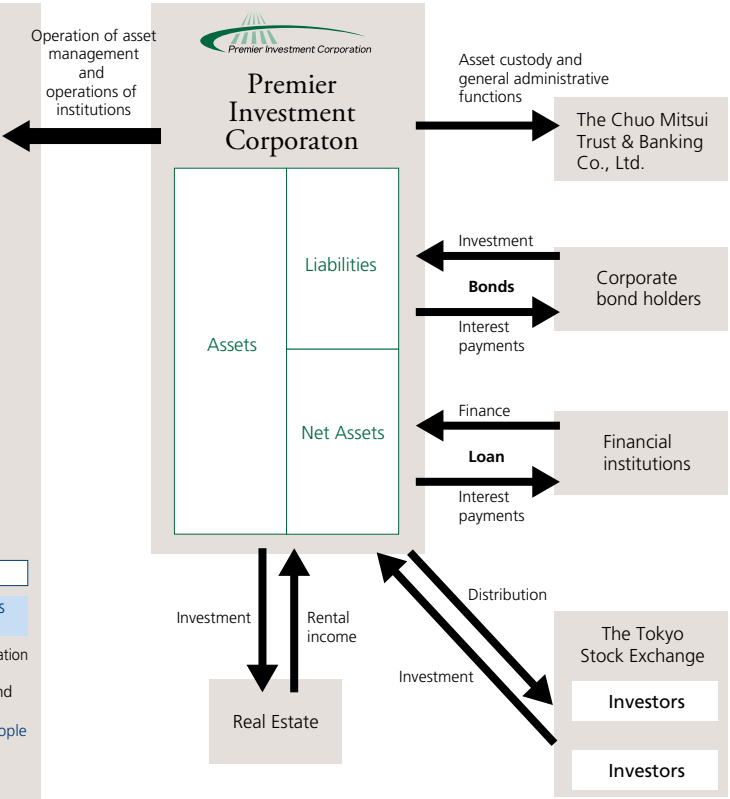 Operation of asset
management
and
operations of
institutions
Premier Investment Corporation
Premier
Investment
Corporaton
Assets
Liabilities
Net Assets
Asset custody and
general administrative
functions
The Chuo Mitsui
Trust & Banking
Co., Ltd.
Investment
Bonds
Interest
payments
Corporate
bond holders
Finance
Loan
Interest
payments
Financial
institutions
Distribution
Investment
The Tokyo
Stock Exchange
Investors
Investors
Investment
Rental
income
Real Estate